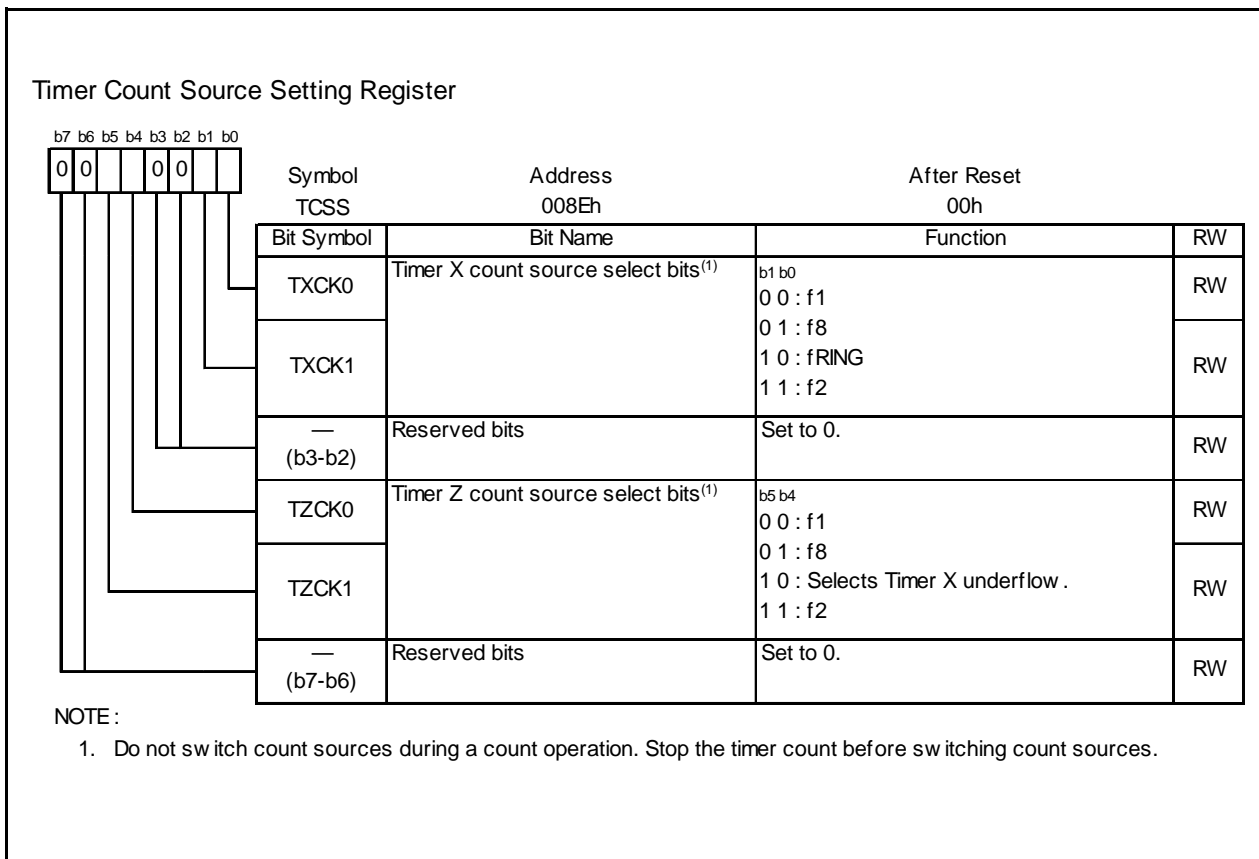 Timer Count Source Setting Register
b7 b6 b5 b4 b3 b2 b1 b0
0 0 0 0
Symbol Address After Reset
TCSS 008Eh 00h
Bit Symbol Bit Name Function RW
TXCK0 Timer X count source select bits(1) b1 b0 RW
0 0 : f1
0 1 : f8
TXCK1 1 0 : fRING RW
1 1 : f2
— Reserved bits Set to 0. RW
(b3-b2)
TZCK0 Timer Z count source select bits(1) b5 b4 RW
0 0 : f1
0 1 : f8
TZCK1 1 0 : Selects Timer X underflow. RW
1 1 : f2
— Reserved bits Set to 0. RW
(b7-b6)
NOTE :
1. Do not switch count sources during a count operation. Stop the timer count before switching count sources.